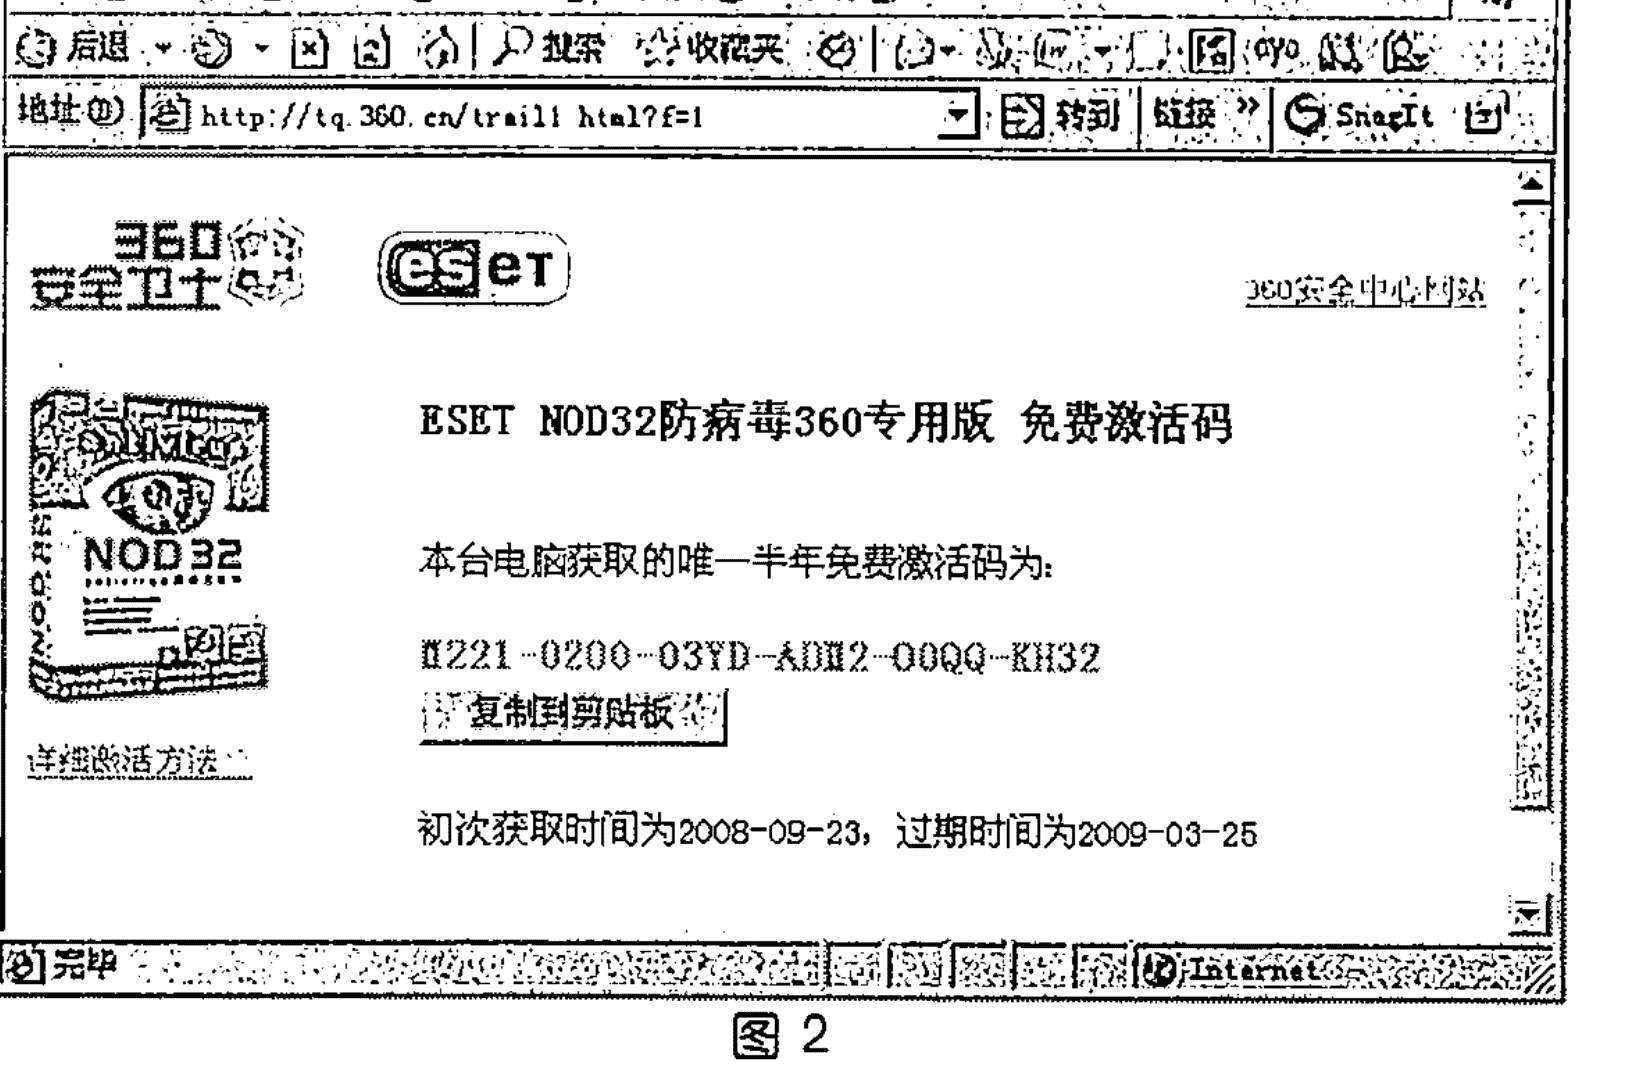 后退 搜索 收藏夹
地址(D) http://tq.360.cn/trail1 html?f=1 转到 链接 » SnagIt
360
安全卫士
eseT
360安全中心网站
ESET NOD32防病毒360专用版 免费激活码
NOD32
本台电脑获取的唯一半年免费激活码为:
0200-03YD
00QQ-KH32
复制到剪贴板
详细激活方法
初次获取时间为2008-09-23，过期时间为2009-03-25
完毕 Internet
图 2